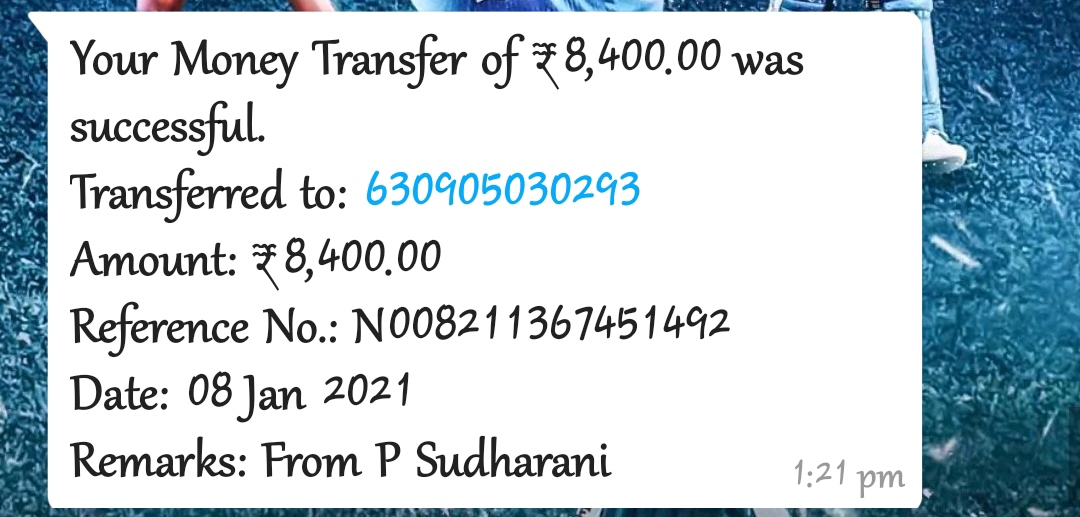 Your Money Transfer of ₹8,400.00 was
successful.
Transferred to: 630905030293
Amount: ₹8,400.00
Reference No.: N008211367451492
Date: 08 Jan 2021
Remarks: From P Sudharani
1:21 pm